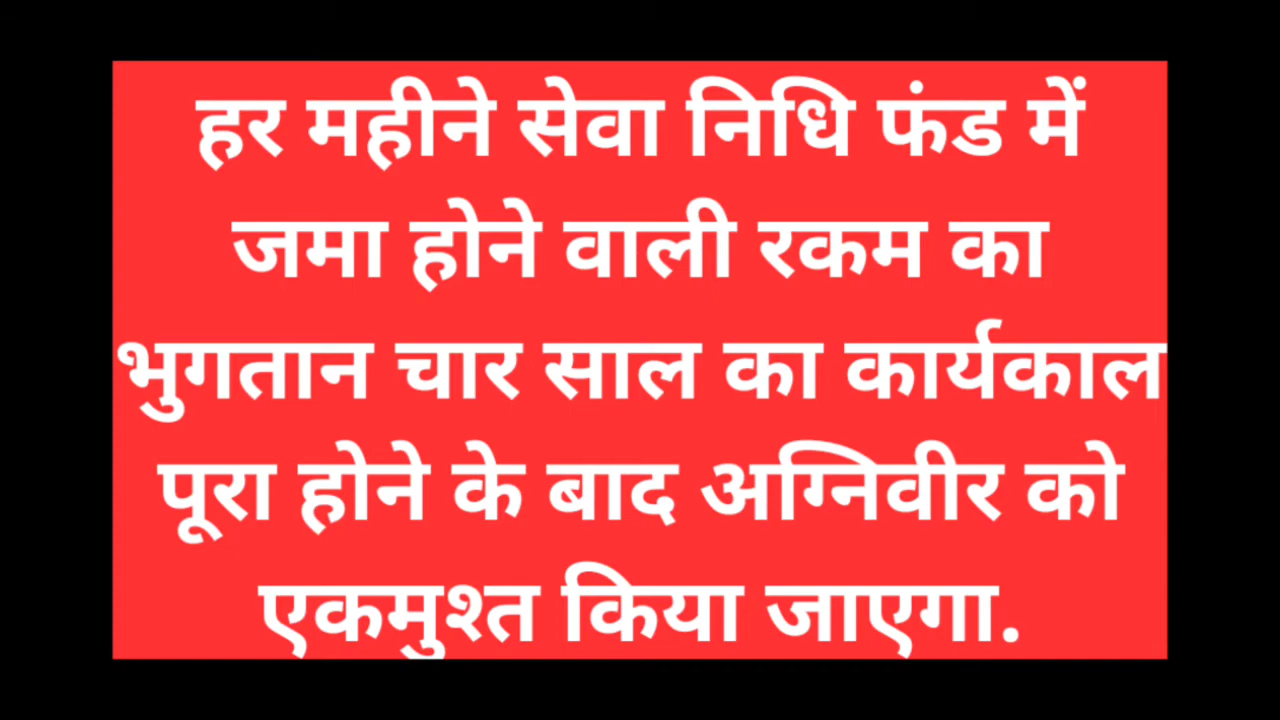 हर महीने सेवा निधि फंड में
जमा होने वाली रकम का
भुगतान चार साल का कार्यकाल
पूरा होने के बाद अग्निवीर को
एकमुश्त किया जाएगा.